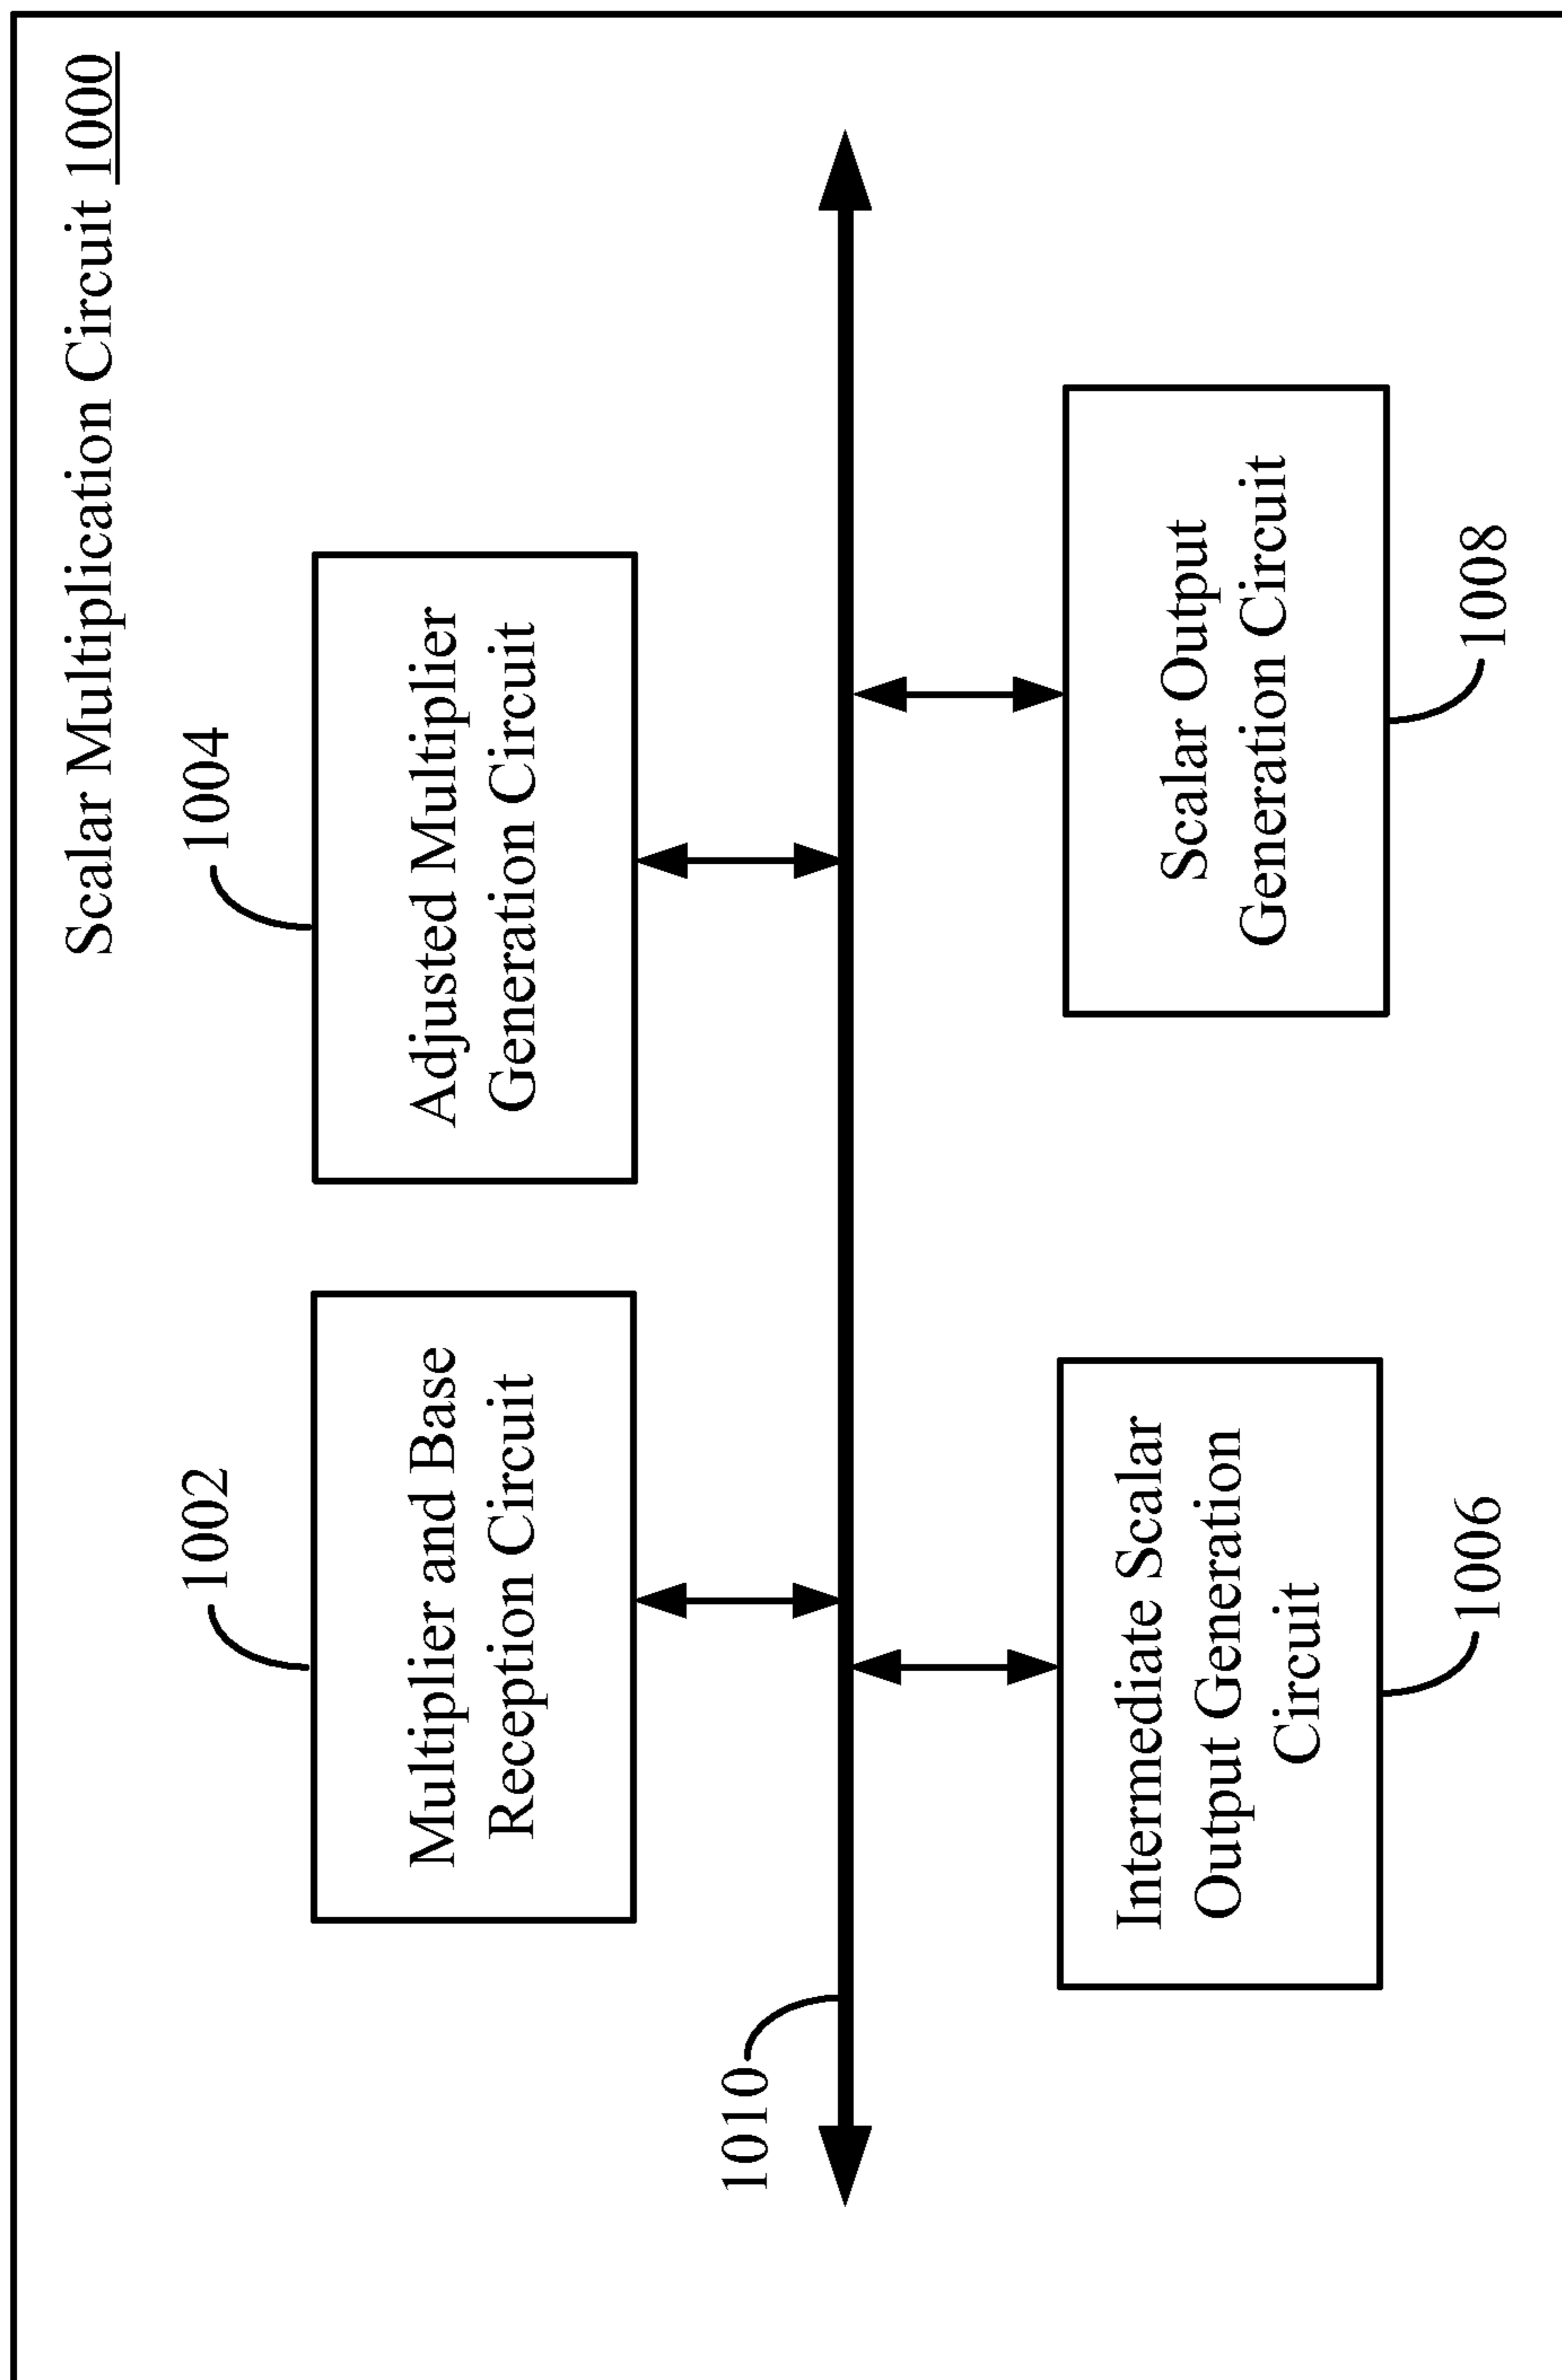 Scalar Multiplication Circuit 1000
1002
1004
Multiplier and Base
Reception Circuit
Adjusted Multiplier
Generation Circuit
1010
Intermediate Scalar
Output Generation
Circuit
Scalar Output
Generation Circuit
1006
1008